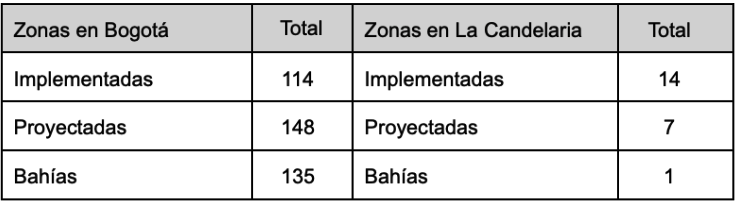 Zonas en Bogotá Total Zonas en La Candelaria Total
Implementadas 114 Implementadas 14
Proyectadas 148 Proyectadas 7
Bahías 135 Bahías 1